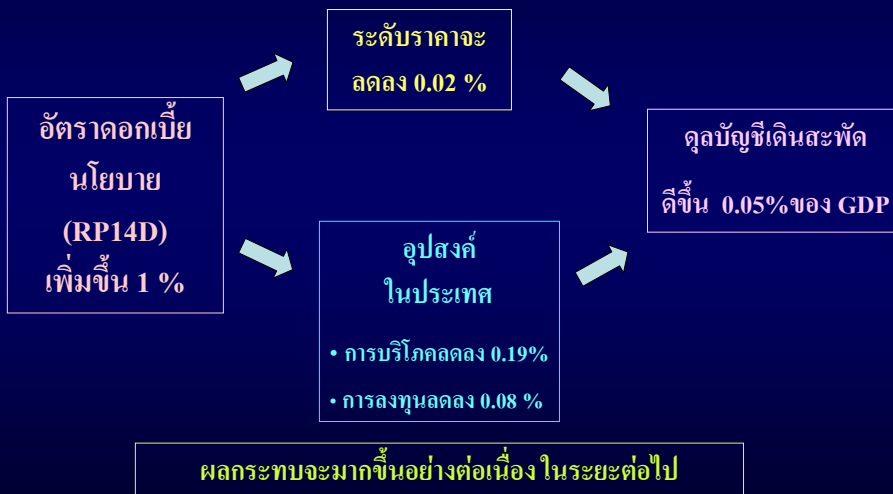 อัตราดอกเบี้ย
นโยบาย
(RP14D)
เพิ่มขึ้น 1 %
ระดับราคาจะ
ลดลง 0.02 %
อุปสงค์
ในประเทศ
• การบริโภคลดลง 0.19%
• การลงทุนลดลง 0.08 %
ดุลบัญชีเดินสะพัด
ดีขึ้น 0.05%ของ GDP
ผลกระทบจะมากขึ้นอย่างต่อเนื่อง ในระยะต่อไป